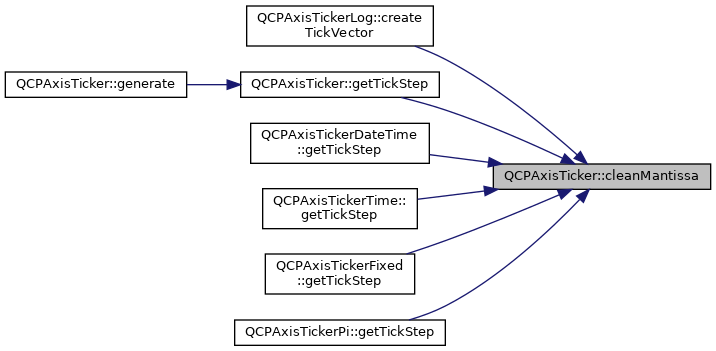 QCPAxisTickerLog::create
TickVector
QCPAxisTicker::generate
QCPAxisTicker::getTickStep
QCPAxisTickerDateTime
::getTickStep
QCPAxisTicker::cleanMantissa
QCPAxisTickerTime::
getTickStep
QCPAxisTickerFixed
::getTickStep
QCPAxisTickerPi::getTickStep